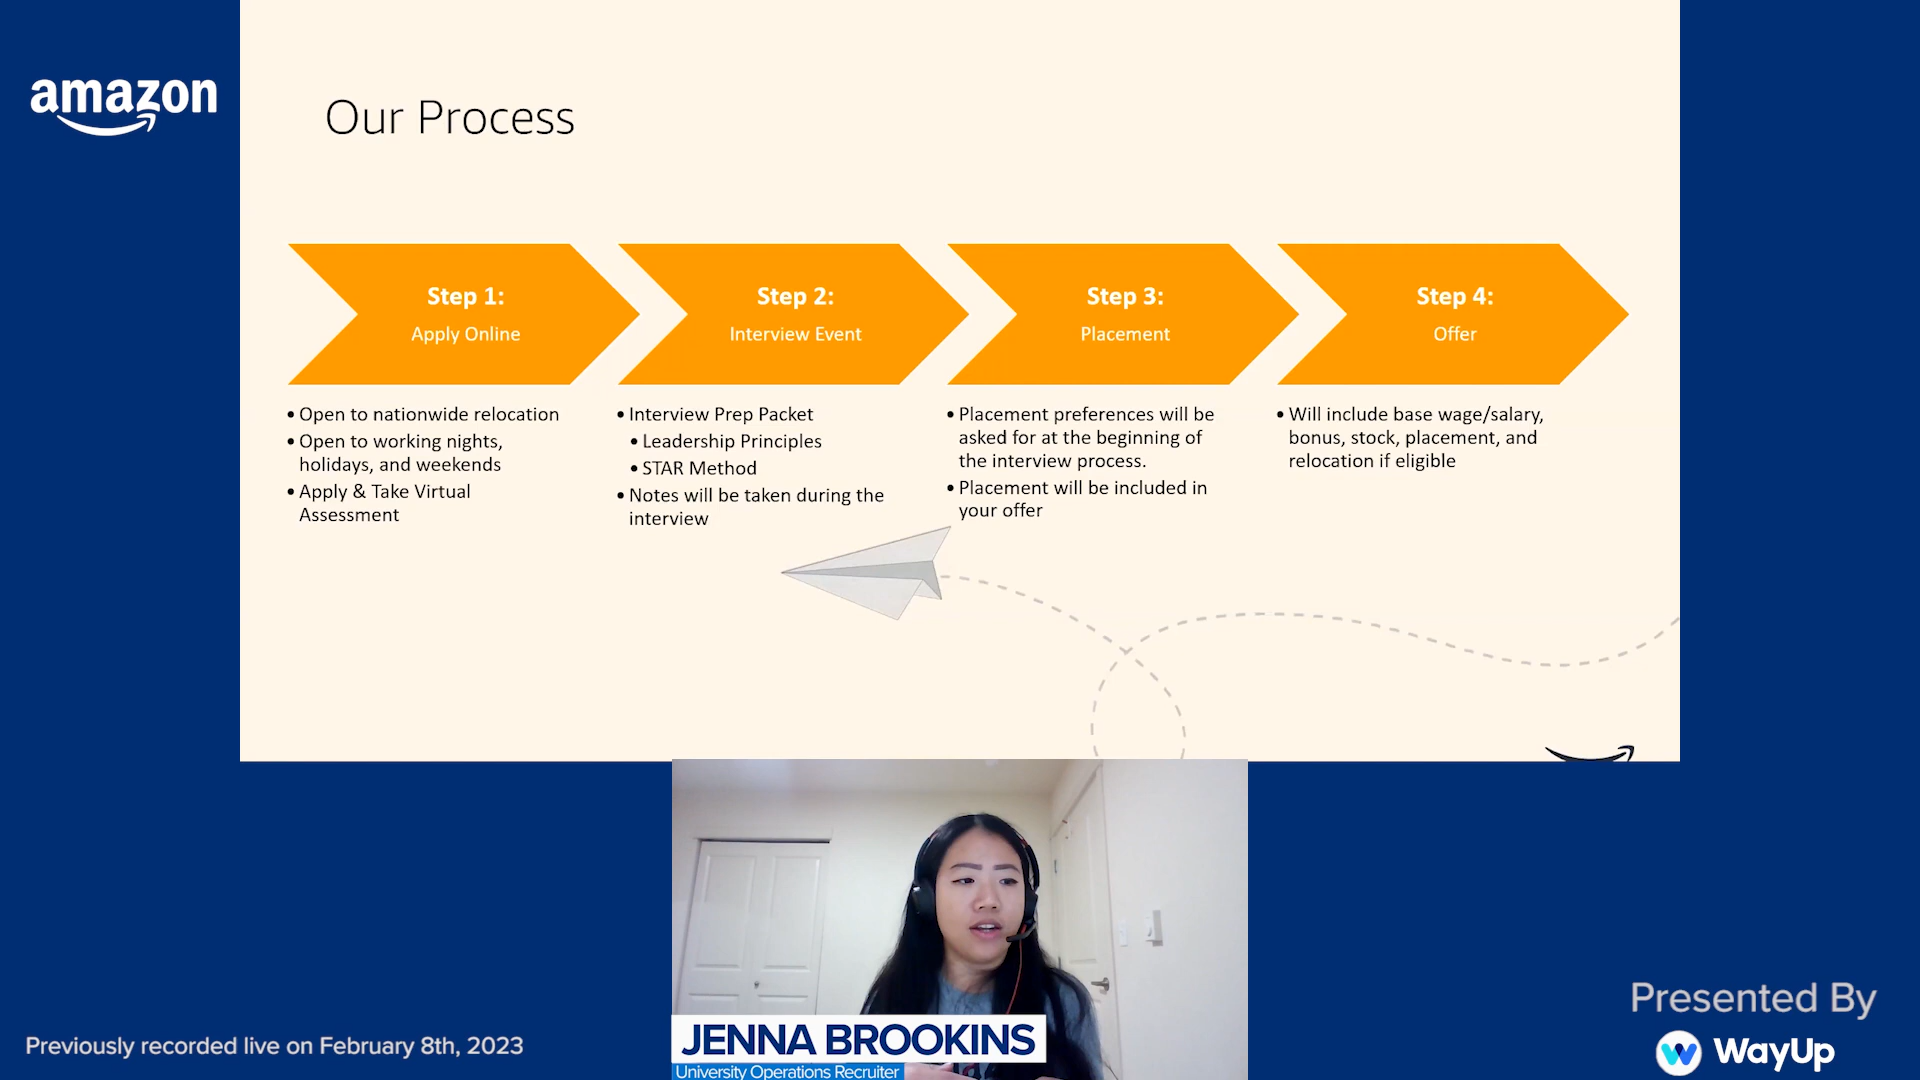 amazon
Our Process
Step 1:
Apply Online
• Open to nationwide relocation
• Open to working nights,
holidays, and weekends
• Apply & Take Virtual
Assessment
Step 2:
Interview Event
• Interview Prep Packet
• Leadership Principles
• STAR Method
• Notes will be taken during the
interview
Step 3:
Placement
• Placement preferences will be
asked for at the beginning of
the interview process.
• Placement will be included in
your offer
Step 4:
Offer
• Will include base wage/salary,
bonus, stock, placement, and
relocation if eligible
JENNA BROOKINS
University Operations Recruiter
Previously recorded live on February 8th, 2023
Presented By
WayUp